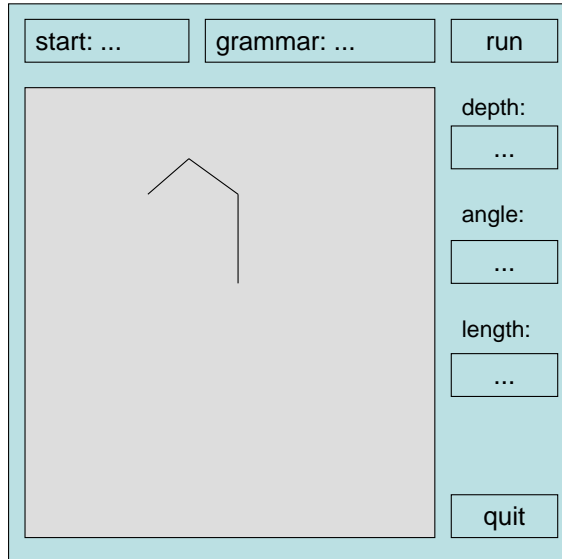 start: ...
grammar: ...
run
depth:
...
angle:
...
length:
...
quit